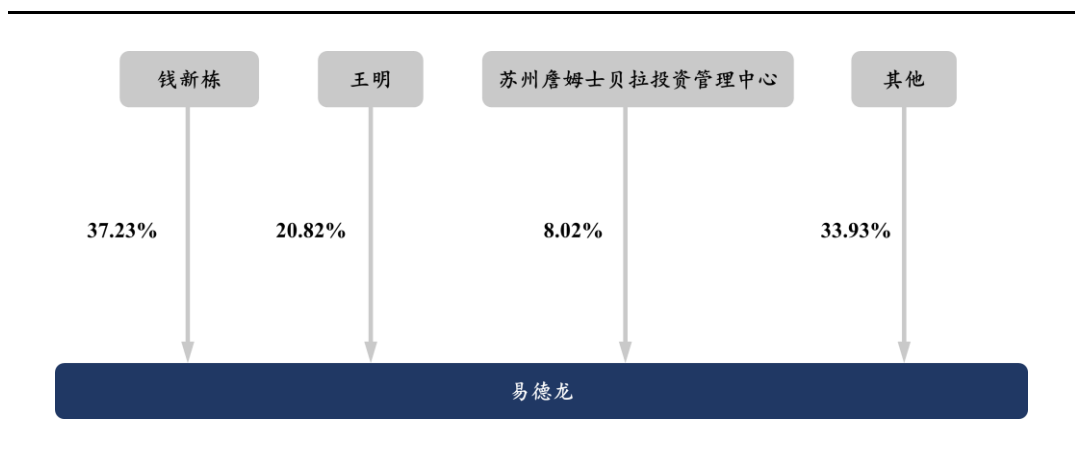 钱新栋
王明
苏州詹姆士贝拉投资管理中心
其他
37.23%
20.82%
8.02%
33.93%
易德龙